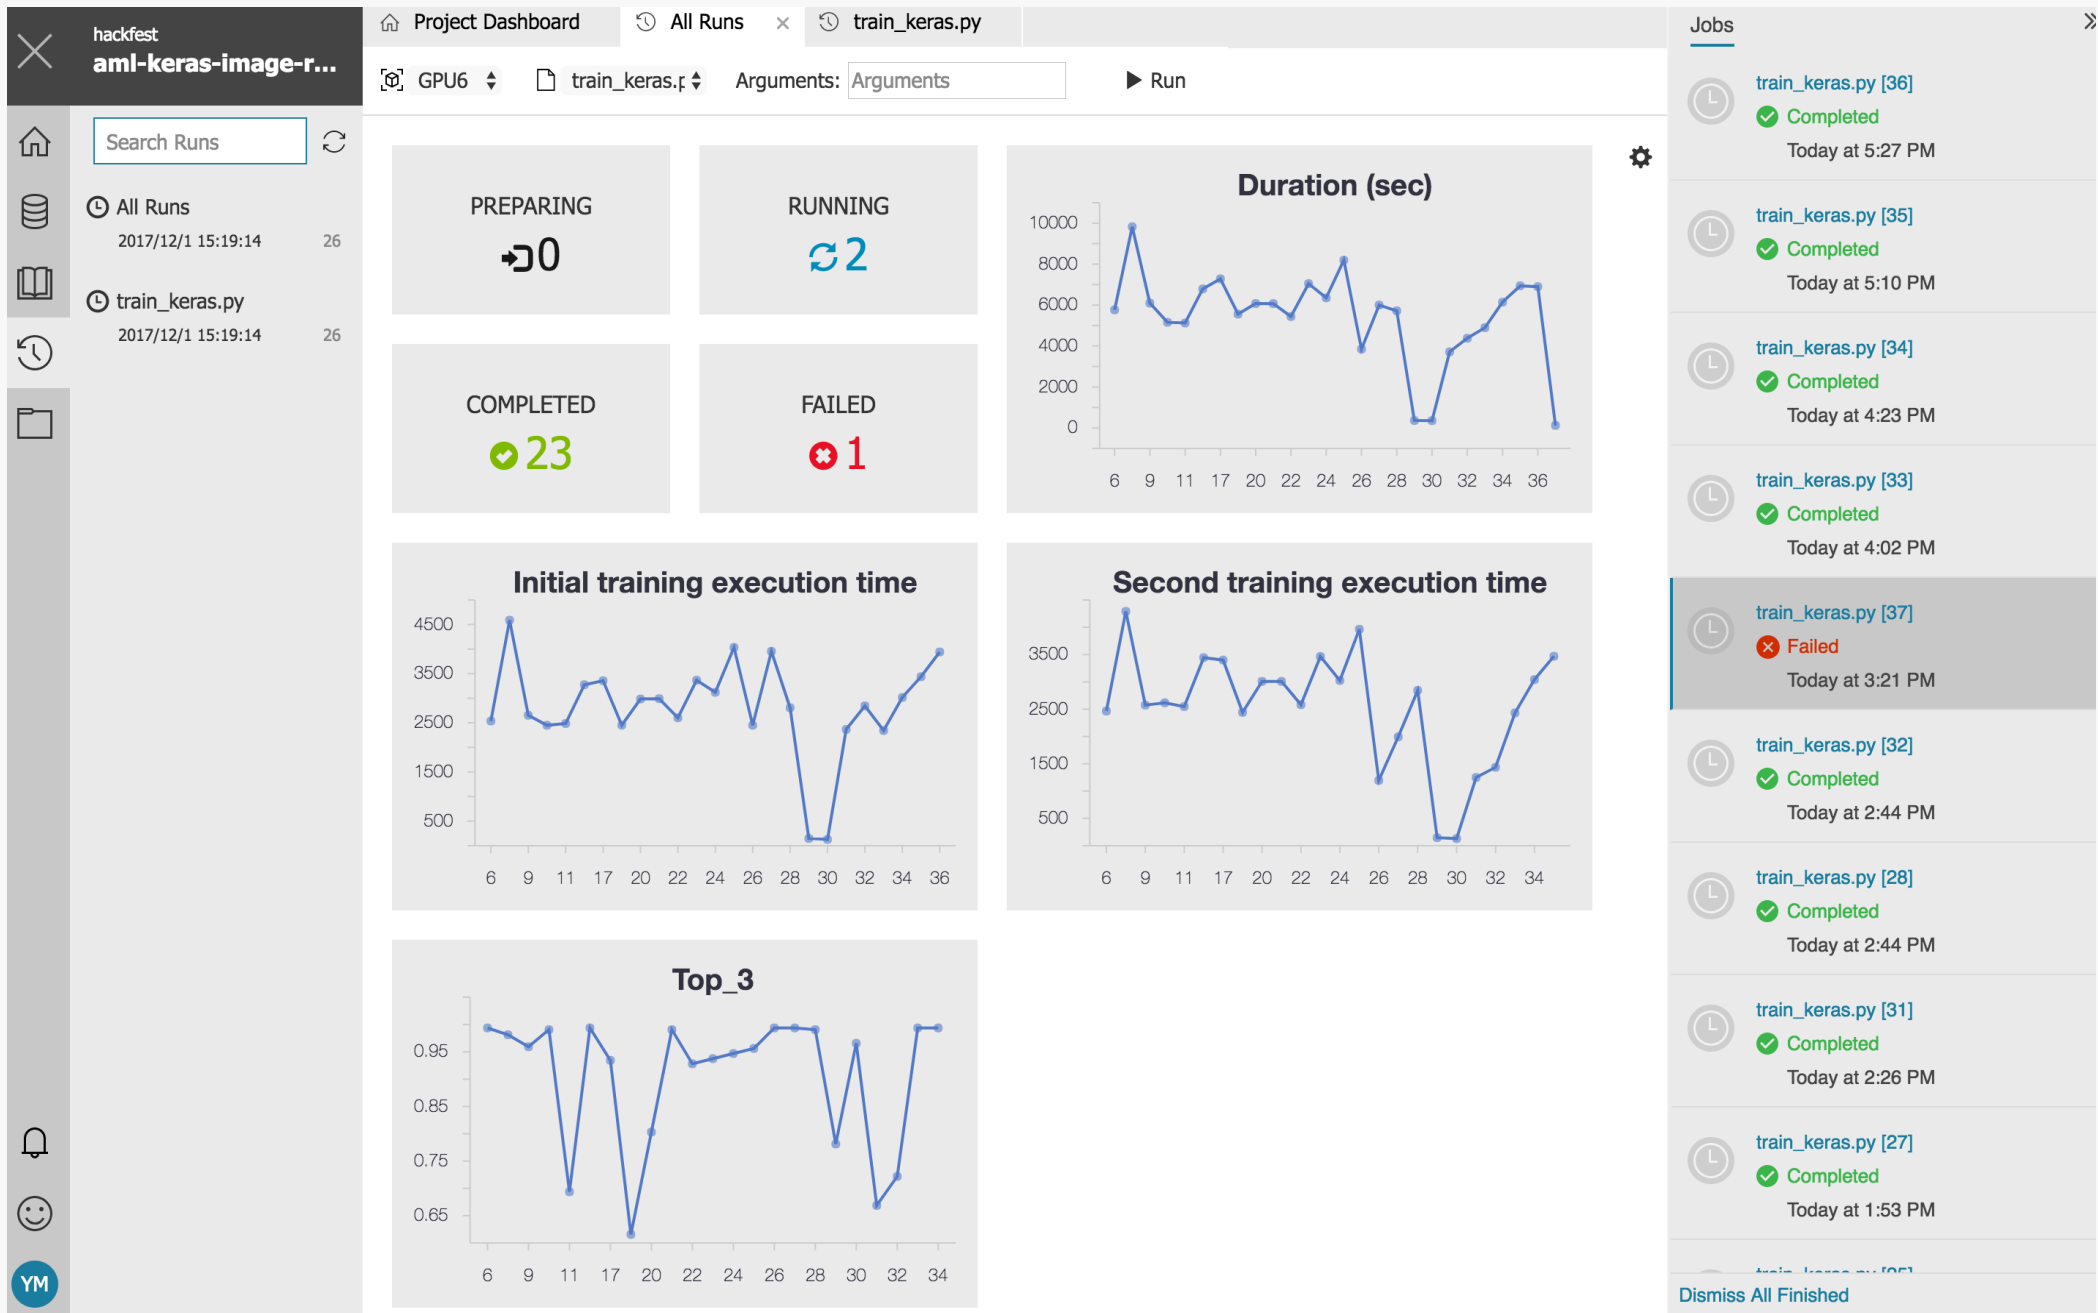 hackfest
aml-keras-image-r...
Project Dashboard
All Runs
train_keras.py
GPU6
train_keras.p
Arguments:
Arguments
Run
Search Runs
All Runs
2017/12/1 15:19:14 26
train_keras.py
2017/12/1 15:19:14 26
YM
PREPARING
0
RUNNING
2
COMPLETED
23
FAILED
1
Duration (sec)
10000
8000
6000
4000
2000
0
6 9 11 17 20 22 24 26 28 30 32 34 36
Initial training execution time
4500
3500
2500
1500
500
6 9 11 17 20 22 24 26 28 30 32 34 36
Second training execution time
3500
2500
1500
500
6 9 11 17 20 22 24 26 28 30 32 34
Top_3
0.95
0.85
0.75
0.65
6 9 11 17 20 22 24 26 28 30 32 34
Jobs
train_keras.py [36]
Completed
Today at 5:27 PM
train_keras.py [35]
Completed
Today at 5:10 PM
train_keras.py [34]
Completed
Today at 4:23 PM
train_keras.py [33]
Completed
Today at 4:02 PM
train_keras.py [37]
Failed
Today at 3:21 PM
train_keras.py [32]
Completed
Today at 2:44 PM
train_keras.py [28]
Completed
Today at 2:44 PM
train_keras.py [31]
Completed
Today at 2:26 PM
train_keras.py [27]
Completed
Today at 1:53 PM
Dismiss All Finished